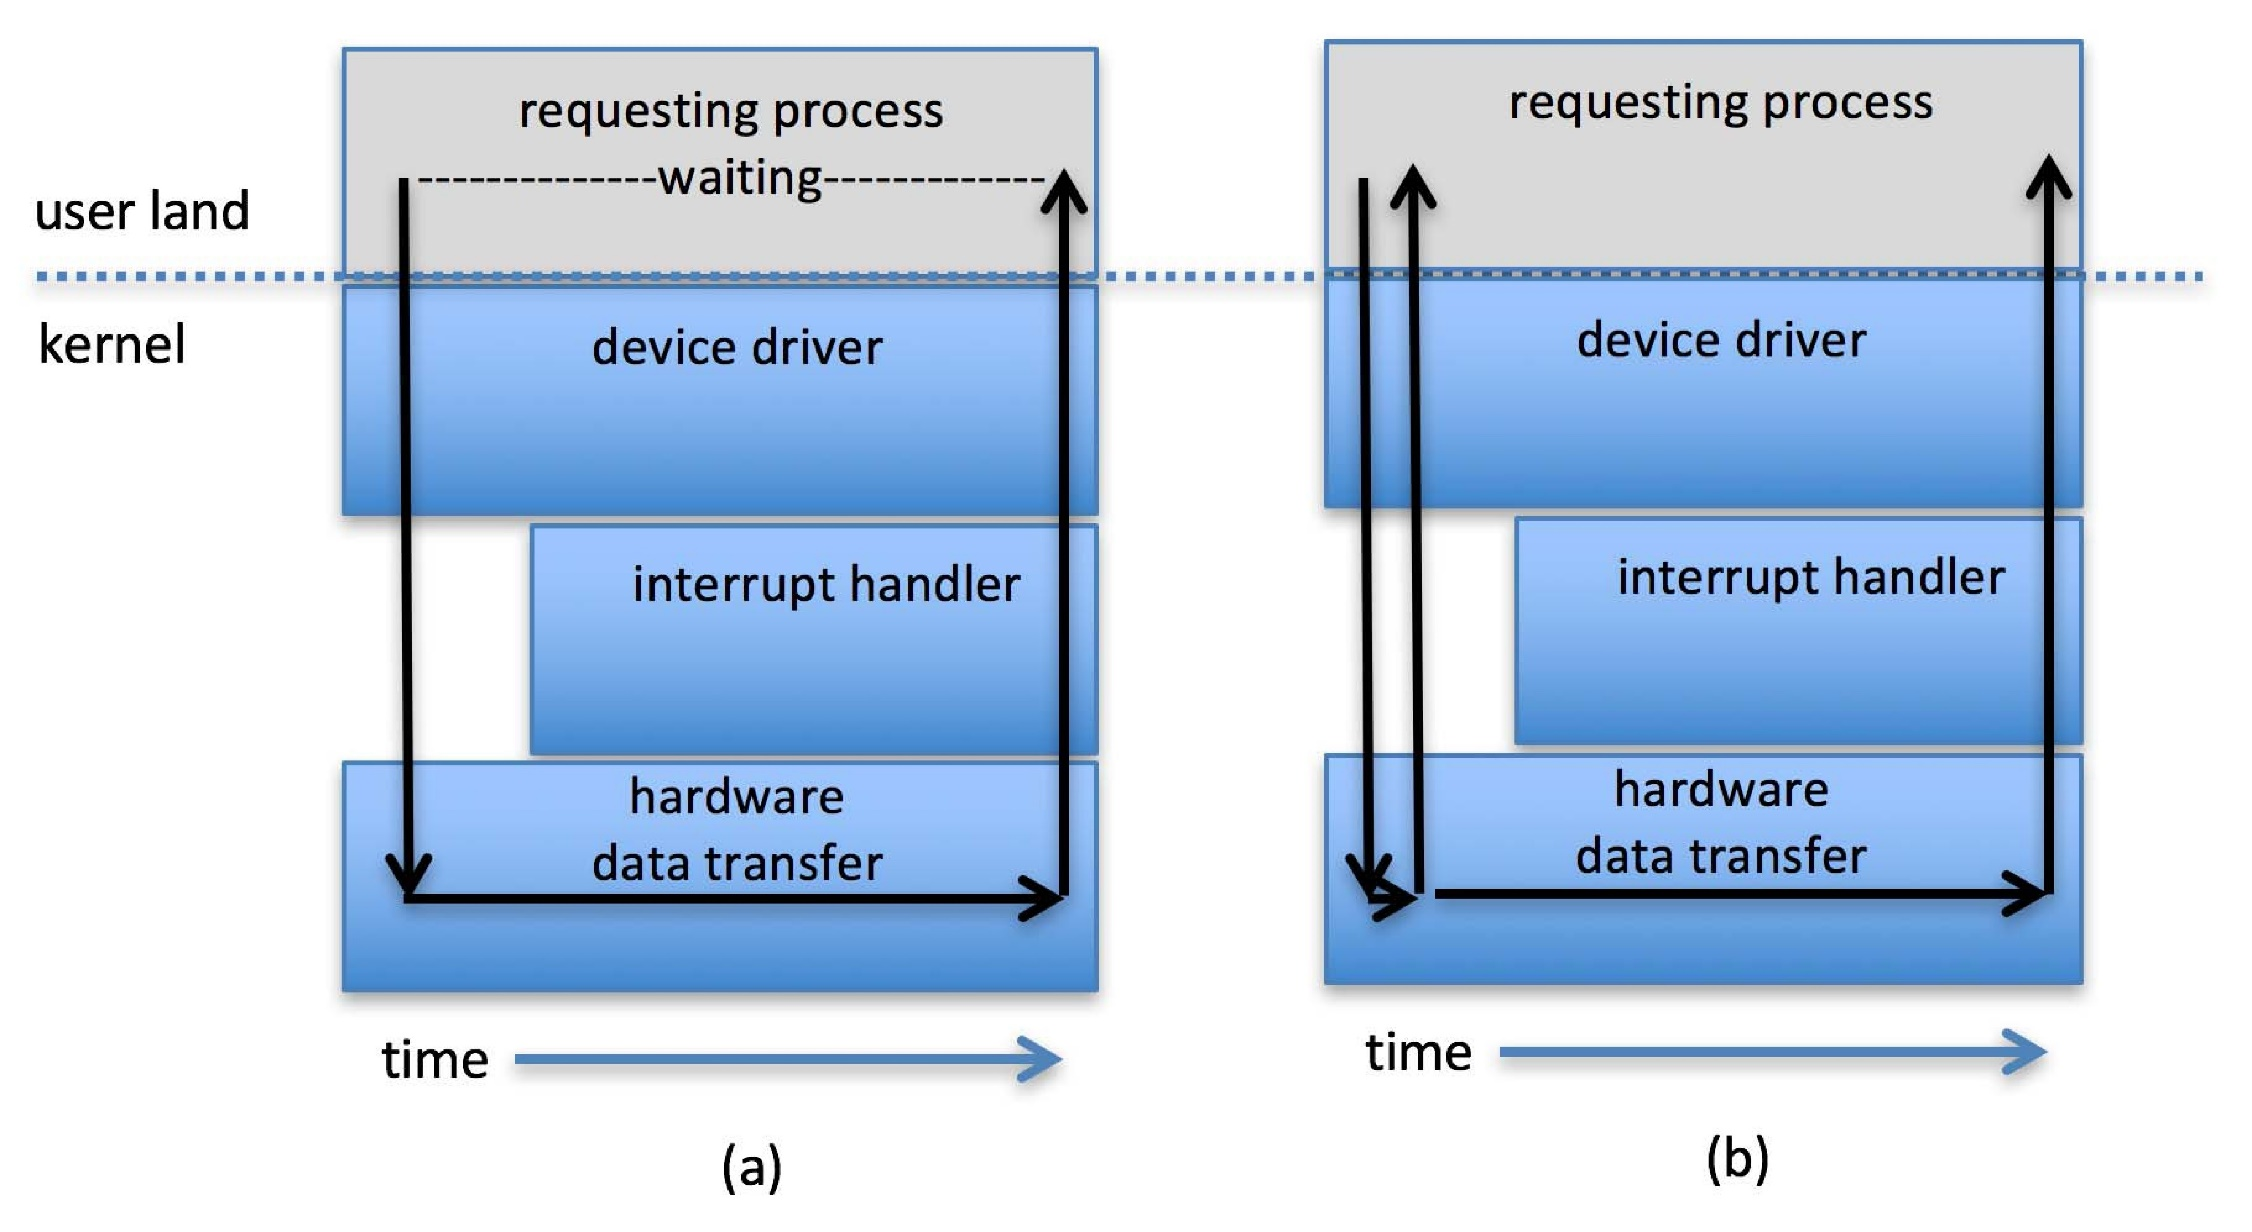 requesting process
--------------waiting-------------
user land
kernel
device driver
interrupt handler
hardware
data transfer
time
(a)
requesting process
device driver
interrupt handler
hardware
data transfer
time
(b)